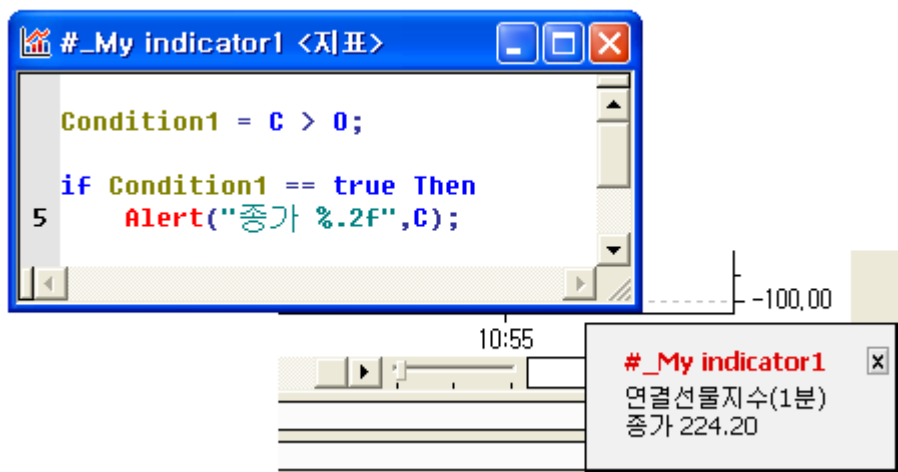 #_My indicator1 <지표>
Condition1 = C > O;
if Condition1 == true Then
5 Alert("종가 %.2f",C);
-100,00
10:55
#_My indicator1
연결선물지수(1분)
종가 224.20